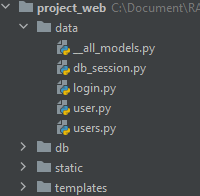 project_web C:\Document\RA
data
__all_models.py
db_session.py
login.py
user.py
users.py
db
static
templates